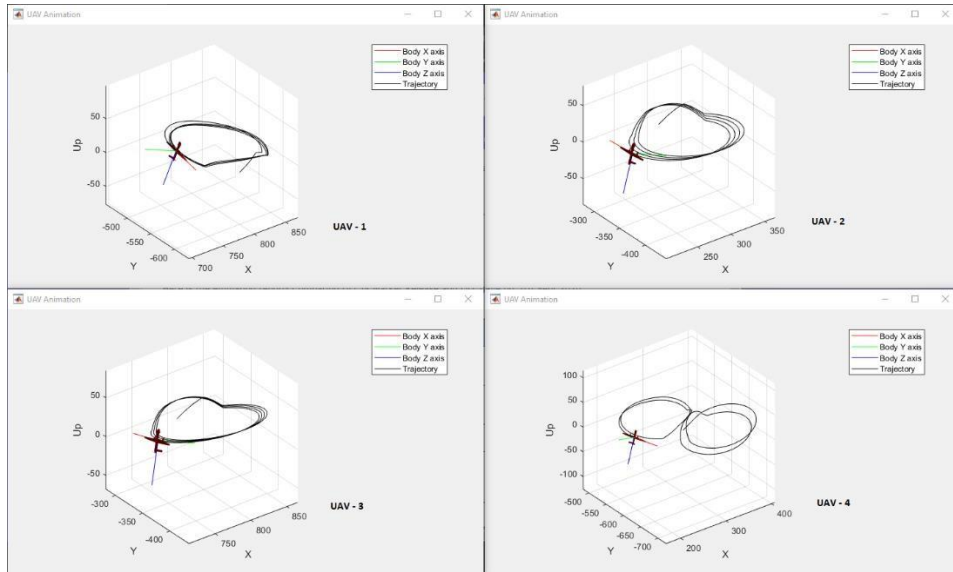 UAV Animation
Body X axis
Body Y axis
Body Z axis
Trajectory
50
0
-50
Up
-500
-550
-600
Y
700
750
800
850
X
UAV - 1
UAV Animation
Body X axis
Body Y axis
Body Z axis
Trajectory
50
0
-50
Up
-300
-350
-400
Y
250
300
350
X
UAV - 2
UAV Animation
Body X axis
Body Y axis
Body Z axis
Trajectory
50
0
-50
Up
-300
-350
-400
Y
750
800
850
X
UAV - 3
UAV Animation
Body X axis
Body Y axis
Body Z axis
Trajectory
100
50
0
-50
-100
Up
-500
-550
-600
-650
-700
Y
200
300
400
X
UAV - 4